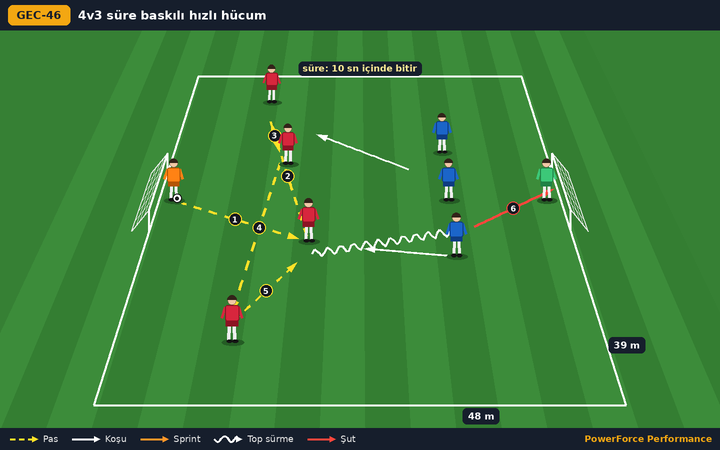 GEC-46 4v3 süre baskılı hızlı hücum
süre: 10 sn içinde bitir
3
2
1
4
6
5
39 m
48 m
Pas Koşu Sprint Top sürme Şut PowerForce Performance